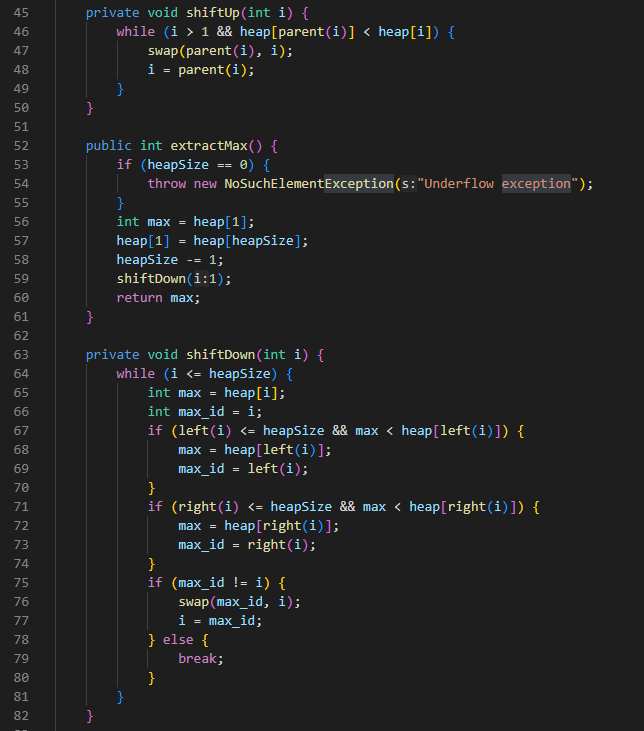 45 private void shiftUp(int i) {
46 while (i > 1 && heap[parent(i)] < heap[i]) {
47 swap(parent(i), i);
48 i = parent(i);
49 }
50 }
51
52 public int extractMax() {
53 if (heapSize == 0) {
54 throw new NoSuchElementException(s:"Underflow exception");
55 }
56 int max = heap[1];
57 heap[1] = heap[heapSize];
58 heapSize -= 1;
59 shiftDown(i:1);
60 return max;
61 }
62
63 private void shiftDown(int i) {
64 while (i <= heapSize) {
65 int max = heap[i];
66 int max_id = i;
67 if (left(i) <= heapSize && max < heap[left(i)]) {
68 max = heap[left(i)];
69 max_id = left(i);
70 }
71 if (right(i) <= heapSize && max < heap[right(i)]) {
72 max = heap[right(i)];
73 max_id = right(i);
74 }
75 if (max_id != i) {
76 swap(max_id, i);
77 i = max_id;
78 } else {
79 break;
80 }
81 }
82 }